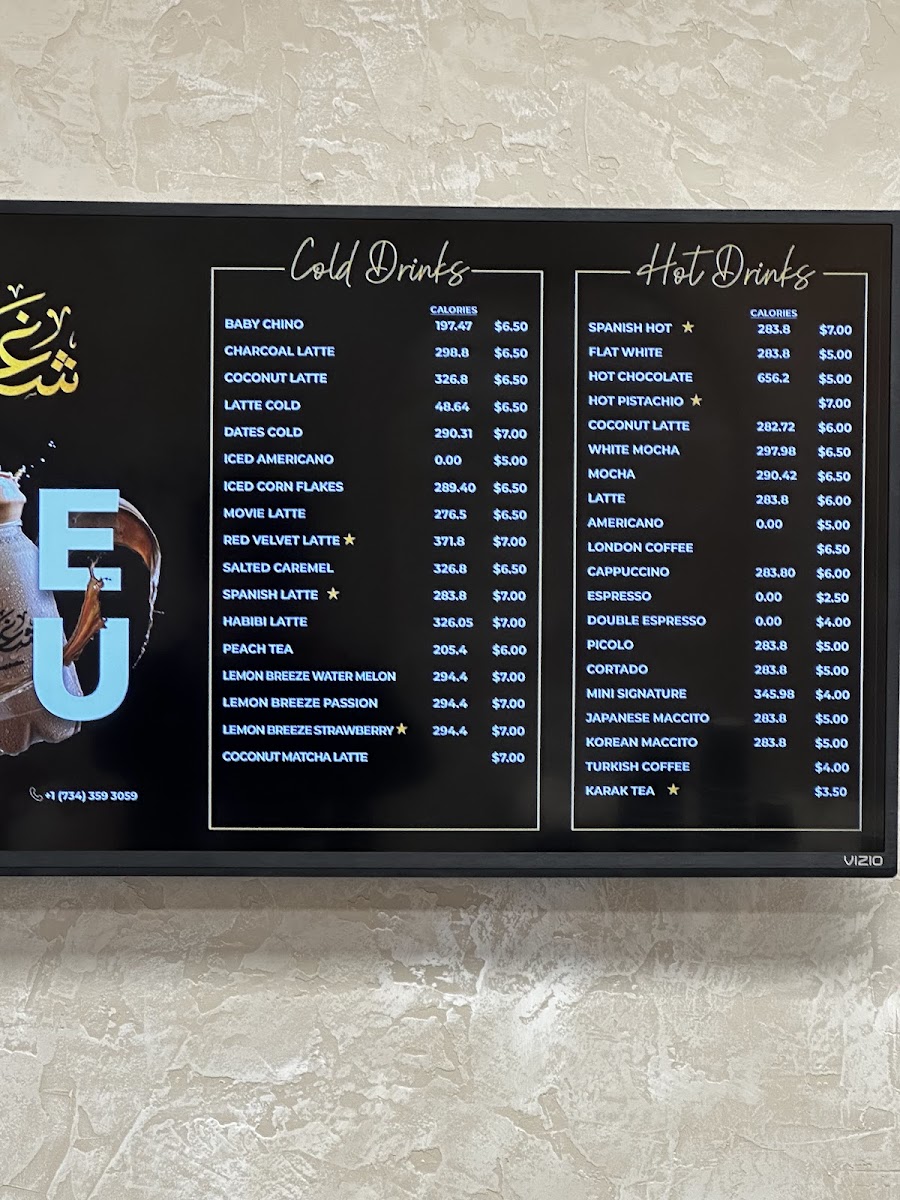 شغـ
E
U
+1 (734) 359 3059
Cold Drinks
CALORIES
BABY CHINO 197.47 $6.50
CHARCOAL LATTE 298.8 $6.50
COCONUT LATTE 326.8 $6.50
LATTE COLD 48.64 $6.50
DATES COLD 290.31 $7.00
ICED AMERICANO 0.00 $5.00
ICED CORN FLAKES 289.40 $6.50
MOVIE LATTE 276.5 $6.50
RED VELVET LATTE ★ 371.8 $7.00
SALTED CAREMEL 326.8 $6.50
SPANISH LATTE ★ 283.8 $7.00
HABIBI LATTE 326.05 $7.00
PEACH TEA 205.4 $6.00
LEMON BREEZE WATER MELON 294.4 $7.00
LEMON BREEZE PASSION 294.4 $7.00
LEMON BREEZE STRAWBERRY ★ 294.4 $7.00
COCONUT MATCHA LATTE $7.00
Hot Drinks
CALORIES
SPANISH HOT ★ 283.8 $7.00
FLAT WHITE 283.8 $5.00
HOT CHOCOLATE 656.2 $5.00
HOT PISTACHIO ★ $7.00
COCONUT LATTE 282.72 $6.00
WHITE MOCHA 297.98 $6.50
MOCHA 290.42 $6.50
LATTE 283.8 $6.00
AMERICANO 0.00 $5.00
LONDON COFFEE $6.50
CAPPUCCINO 283.80 $6.00
ESPRESSO 0.00 $2.50
DOUBLE ESPRESSO 0.00 $4.00
PICOLO 283.8 $5.00
CORTADO 283.8 $5.00
MINI SIGNATURE 345.98 $4.00
JAPANESE MACCITO 283.8 $5.00
KOREAN MACCITO 283.8 $5.00
TURKISH COFFEE $4.00
KARAK TEA ★ $3.50
VIZIO